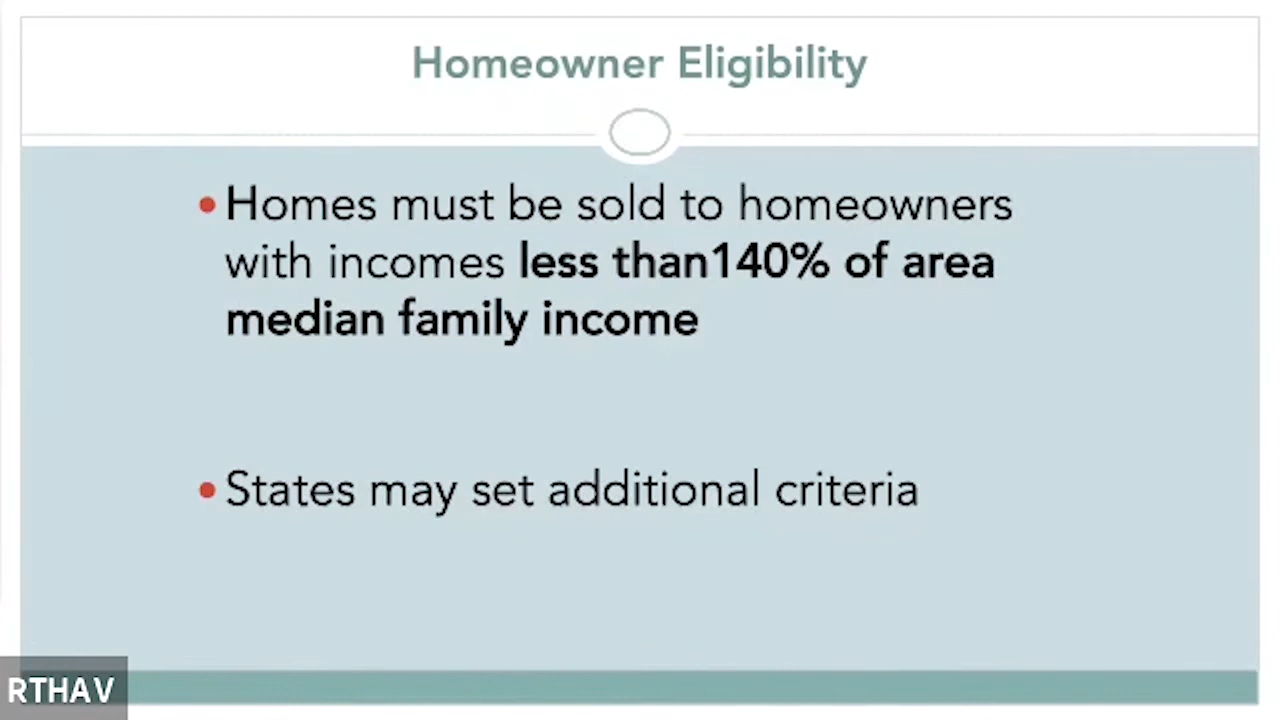 Homeowner Eligibility
•Homes must be sold to homeowners
with incomes less than140% of area
median family income
•States may set additional criteria
RTHAV